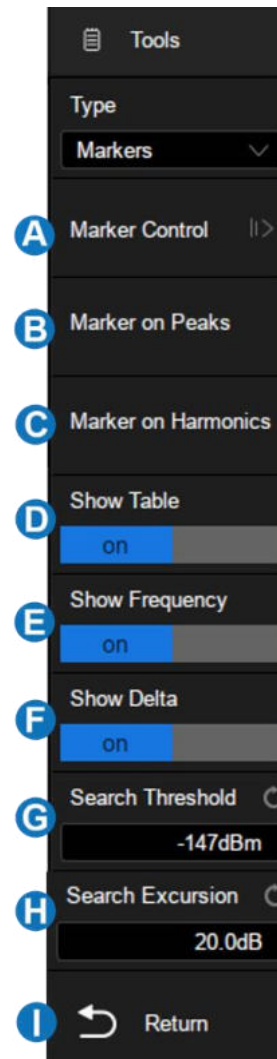 Tools
Type
Markers
A Marker Control
B Marker on Peaks
C Marker on Harmonics
D Show Table
on
E Show Frequency
on
F Show Delta
on
G Search Threshold
-147dBm
H Search Excursion
20.0dB
I Return